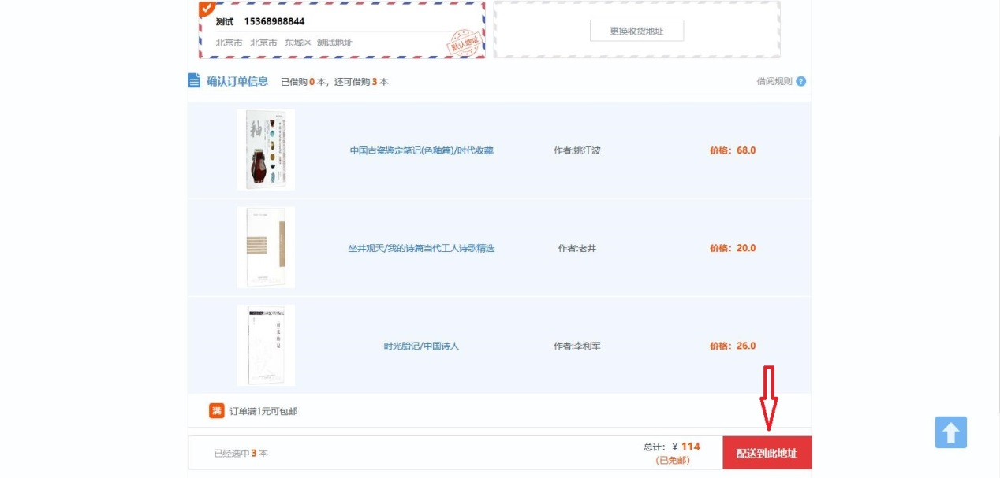 测试 15368988844
北京市 北京市 东城区 测试地址
默认地址
更换收货地址
确认订单信息 已借购0本，还可借购3本
借阅规则 ?
釉
中国古瓷鉴定笔记(色釉篇)/时代收藏 作者:姚江波 价格：68.0
坐井观天/我的诗篇当代工人诗歌精选 作者:老井 价格：20.0
时光胎记
时光胎记/中国诗人 作者:李利军 价格：26.0
满 订单满1元可包邮
已经选中3本
总计：¥ 114
(已免邮)
配送到此地址